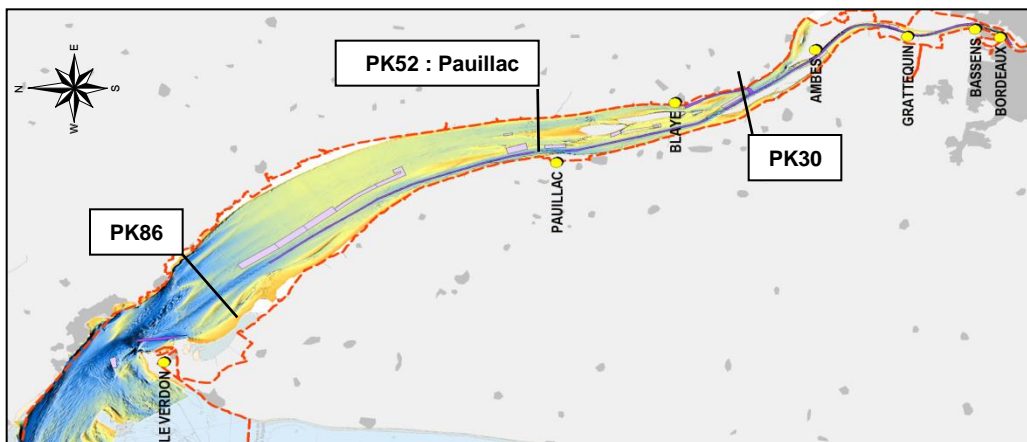 E
N
S
W
PK52 : Pauillac
PK86
PK30
LE VERDON
PAUILLAC
BLAYE
AMBES
GRATTEQUIN
BASSENS
BORDEAUX